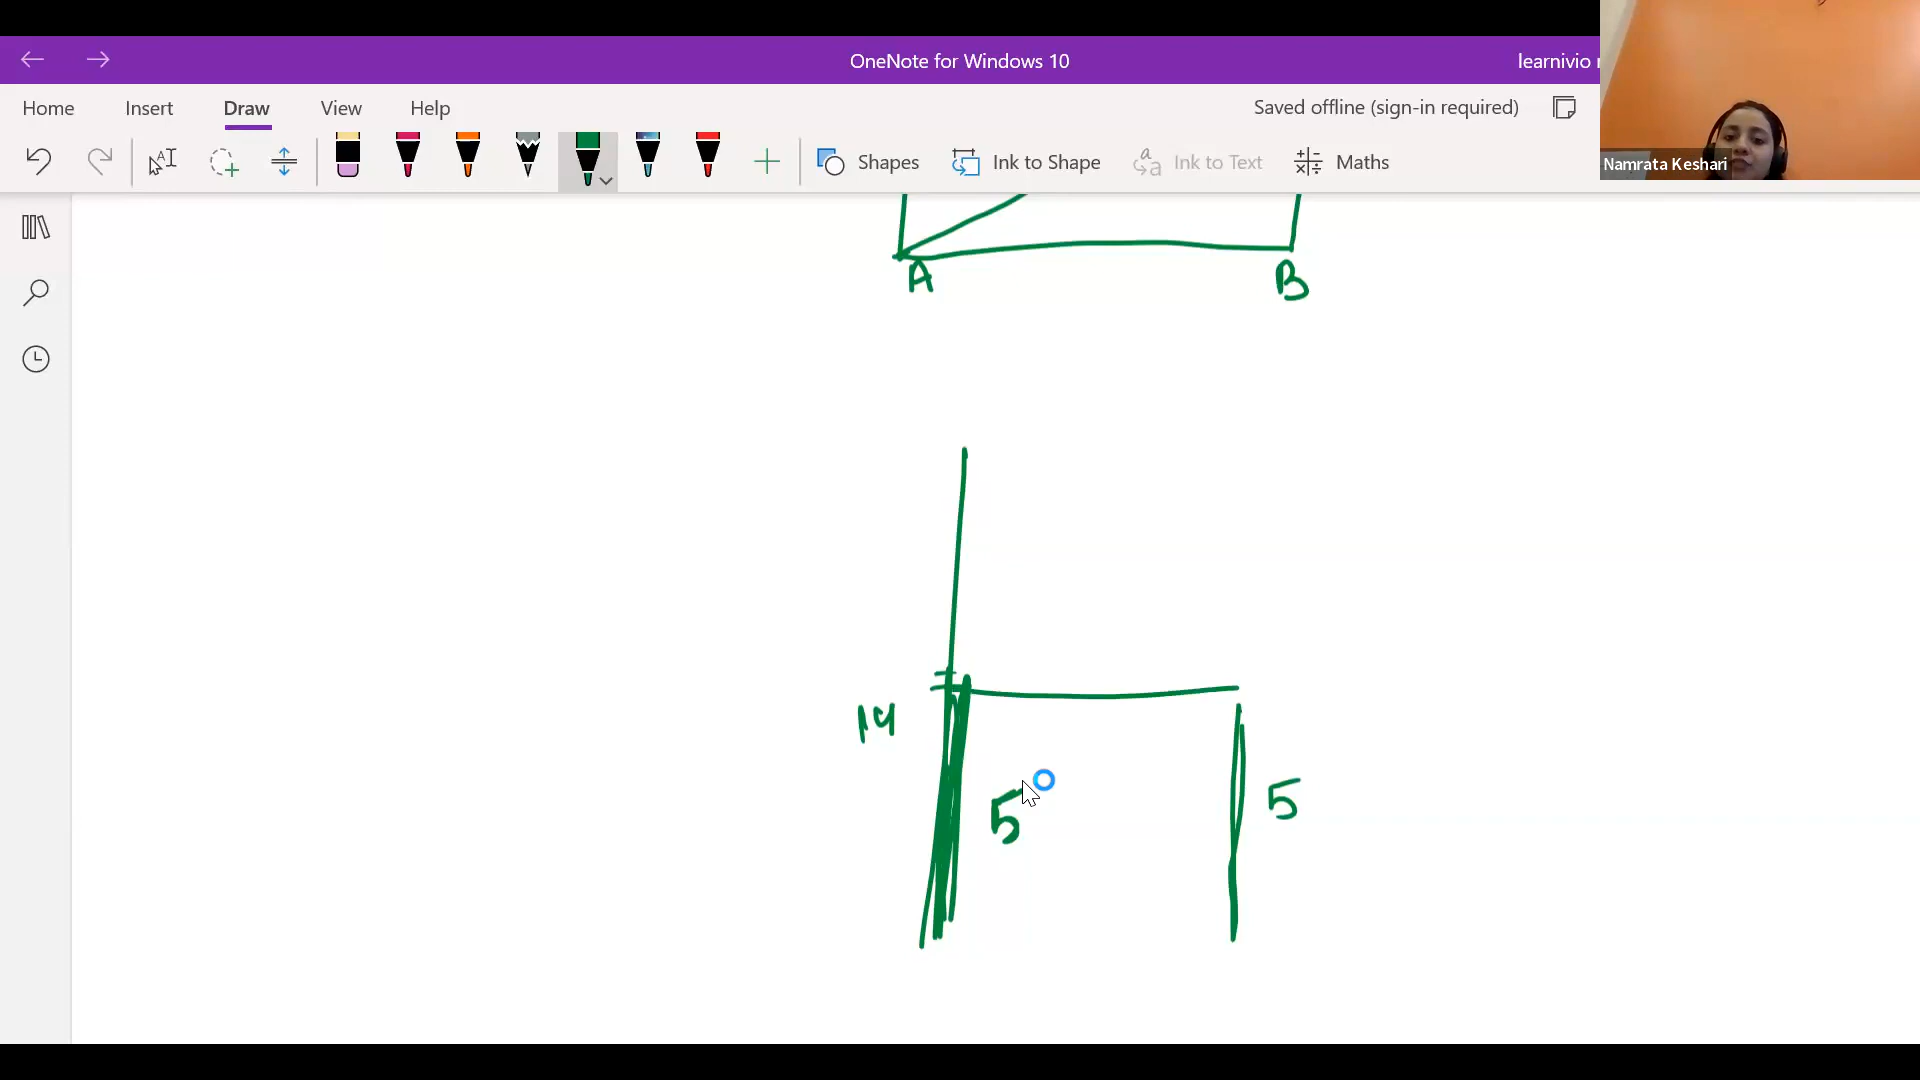 OneNote for Windows 10
learnivio
Home Insert Draw View Help
Saved offline (sign-in required)
Shapes Ink to Shape Ink to Text Maths
Namrata Keshari
A B
14
5 5